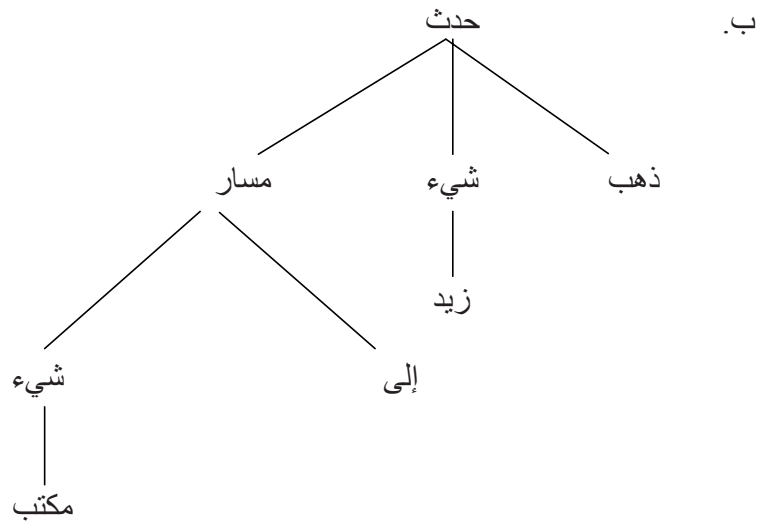 ب. حدث
ذهب شيء مسار
زيد
إلى شيء
مكتب